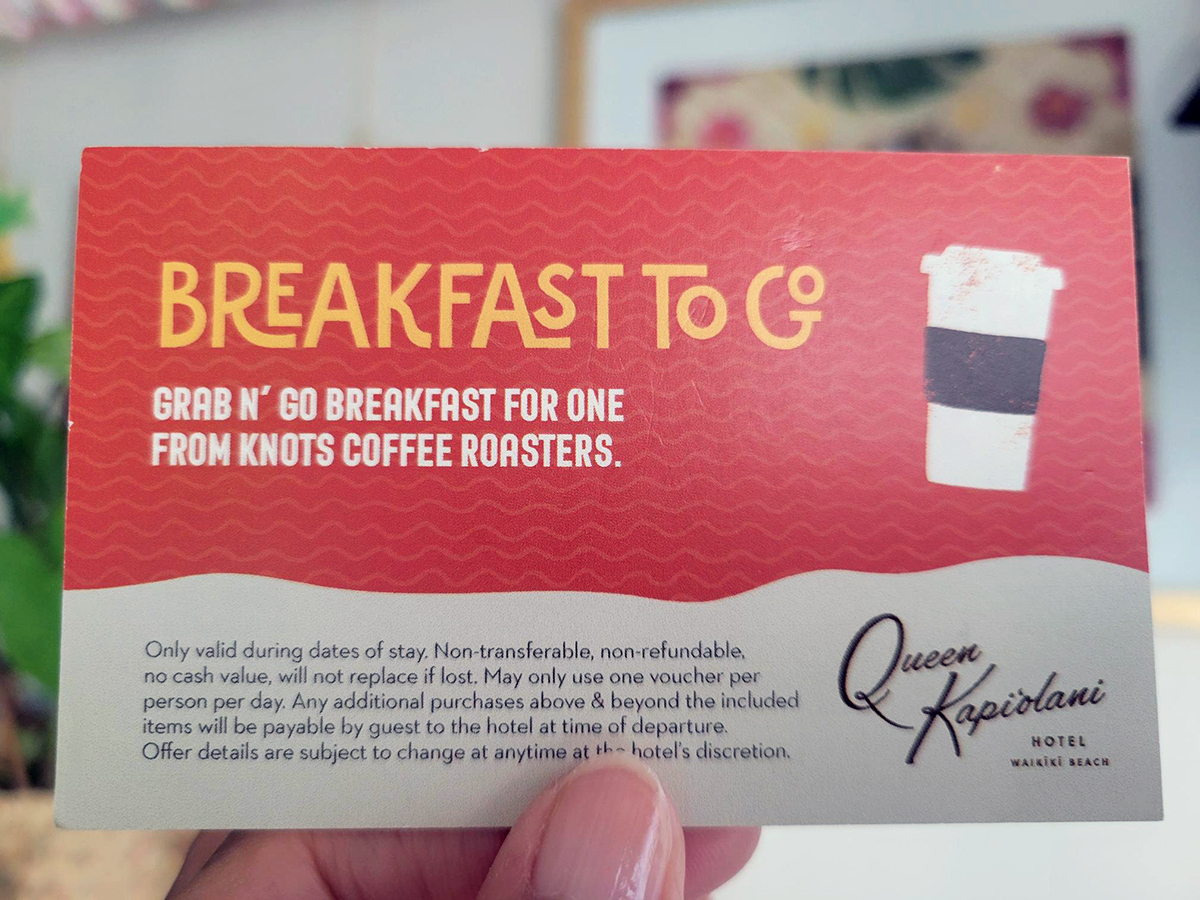 BREAKFAST TO GO
GRAB N' GO BREAKFAST FOR ONE
FROM KNOTS COFFEE ROASTERS.
Only valid during dates of stay. Non-transferable, non-refundable,
no cash value, will not replace if lost. May only use one voucher per
person per day. Any additional purchases above & beyond the included
items will be payable by guest to the hotel at time of departure.
Offer details are subject to change at anytime at the hotel's discretion.
Queen
Kapi'olani
HOTEL
WAIKĪKĪ BEACH